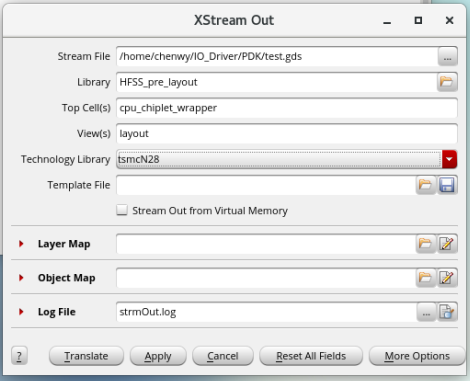 XStream Out
Stream File /home/chenwy/IO_Driver/PDK/test.gds ...
Library HFSS_pre_layout
Top Cell(s) cpu_chiplet_wrapper
View(s) layout
Technology Library tsmcN28
Template File
Stream Out from Virtual Memory
Layer Map
Object Map
Log File strmOut.log ...
? Translate Apply Cancel Reset All Fields More Options